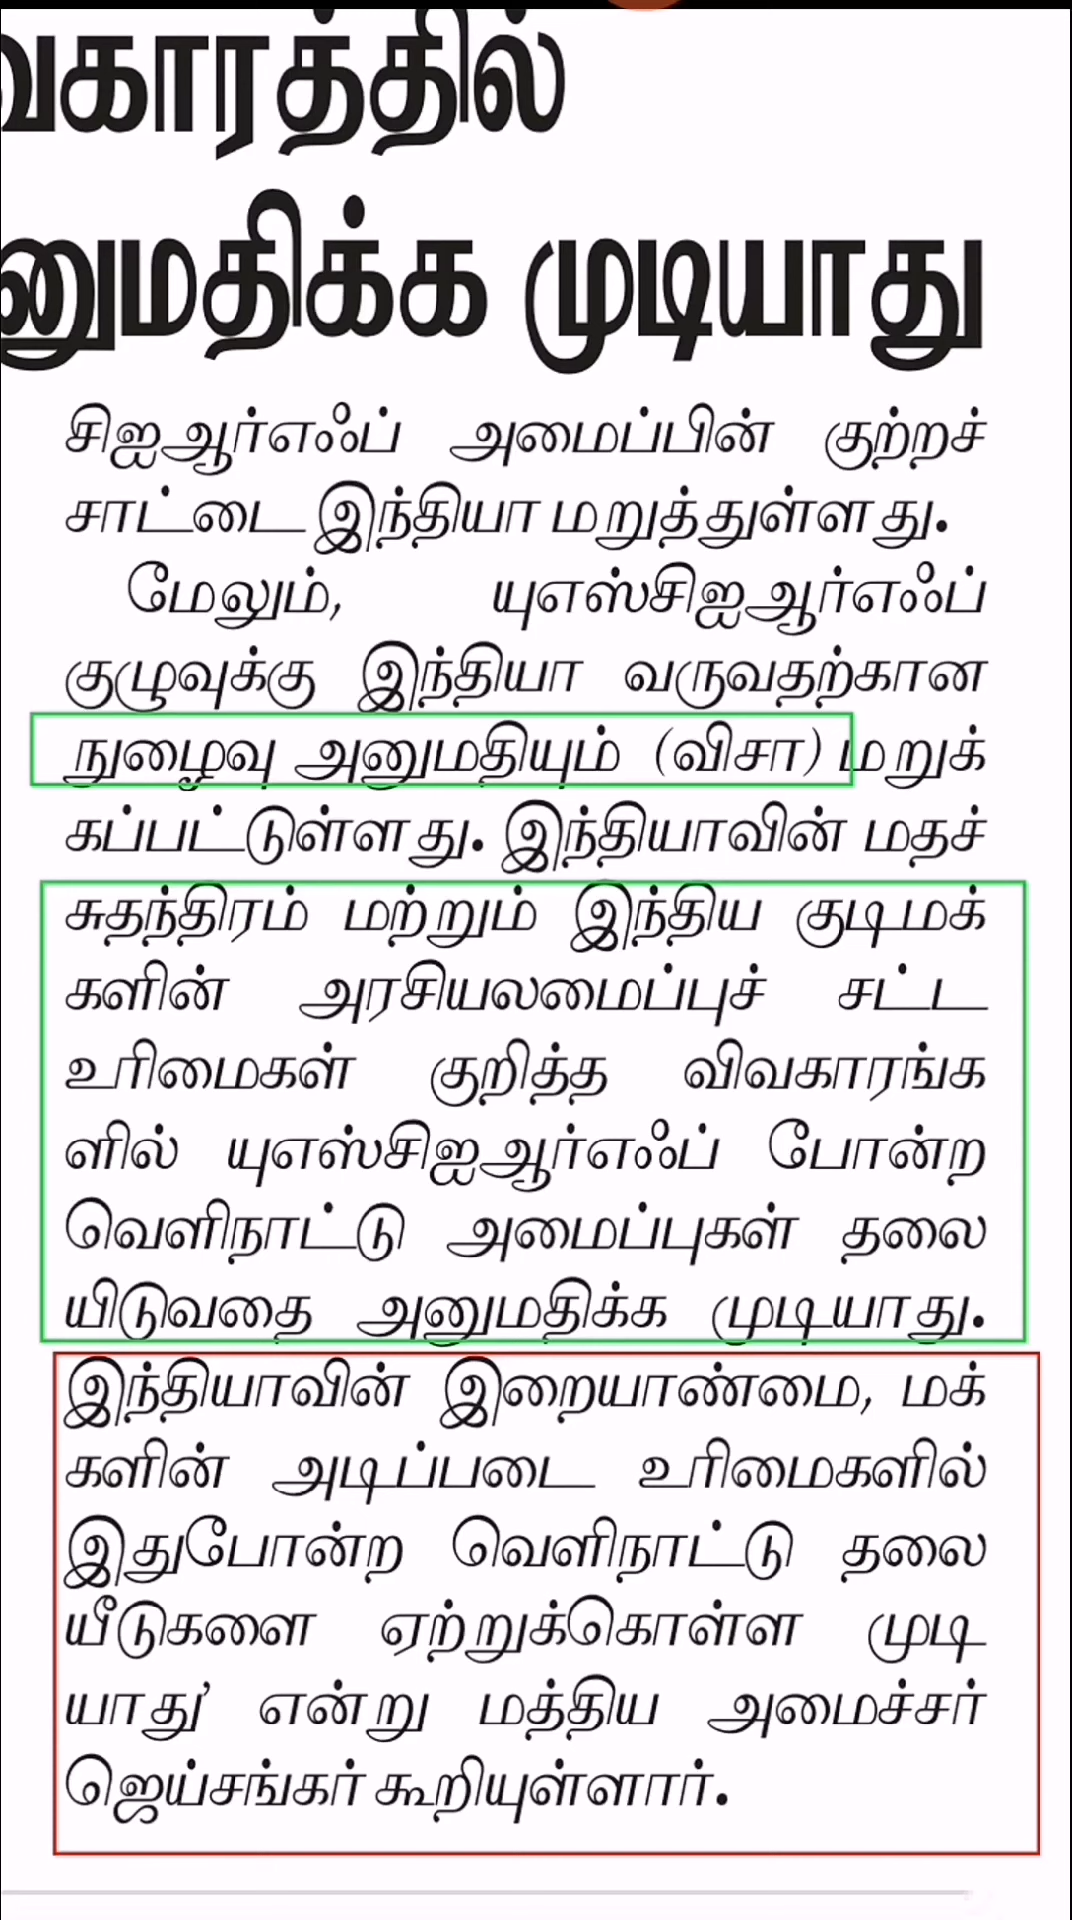 வகாரத்தில்
னுமதிக்க முடியாது
சிஐஆர்எஃப் அமைப்பின் குற்றச்
சாட்டை இந்தியா மறுத்துள்ளது.
மேலும், யுஎஸ்சிஐஆர்எஃப்
குழுவுக்கு இந்தியா வருவதற்கான
நுழைவு அனுமதியும் (விசா) மறுக்
கப்பட்டுள்ளது. இந்தியாவின் மதச்
சுதந்திரம் மற்றும் இந்திய குடிமக்
களின் அரசியலமைப்புச் சட்ட
உரிமைகள் குறித்த விவகாரங்க
ளில் யுஎஸ்சிஐஆர்எஃப் போன்ற
வெளிநாட்டு அமைப்புகள் தலை
யிடுவதை அனுமதிக்க முடியாது.
இந்தியாவின் இறையாண்மை, மக்
களின் அடிப்படை உரிமைகளில்
இதுபோன்ற வெளிநாட்டு தலை
யீடுகளை ஏற்றுக்கொள்ள முடி
யாது' என்று மத்திய அமைச்சர்
ஜெய்சங்கர் கூறியுள்ளார்.